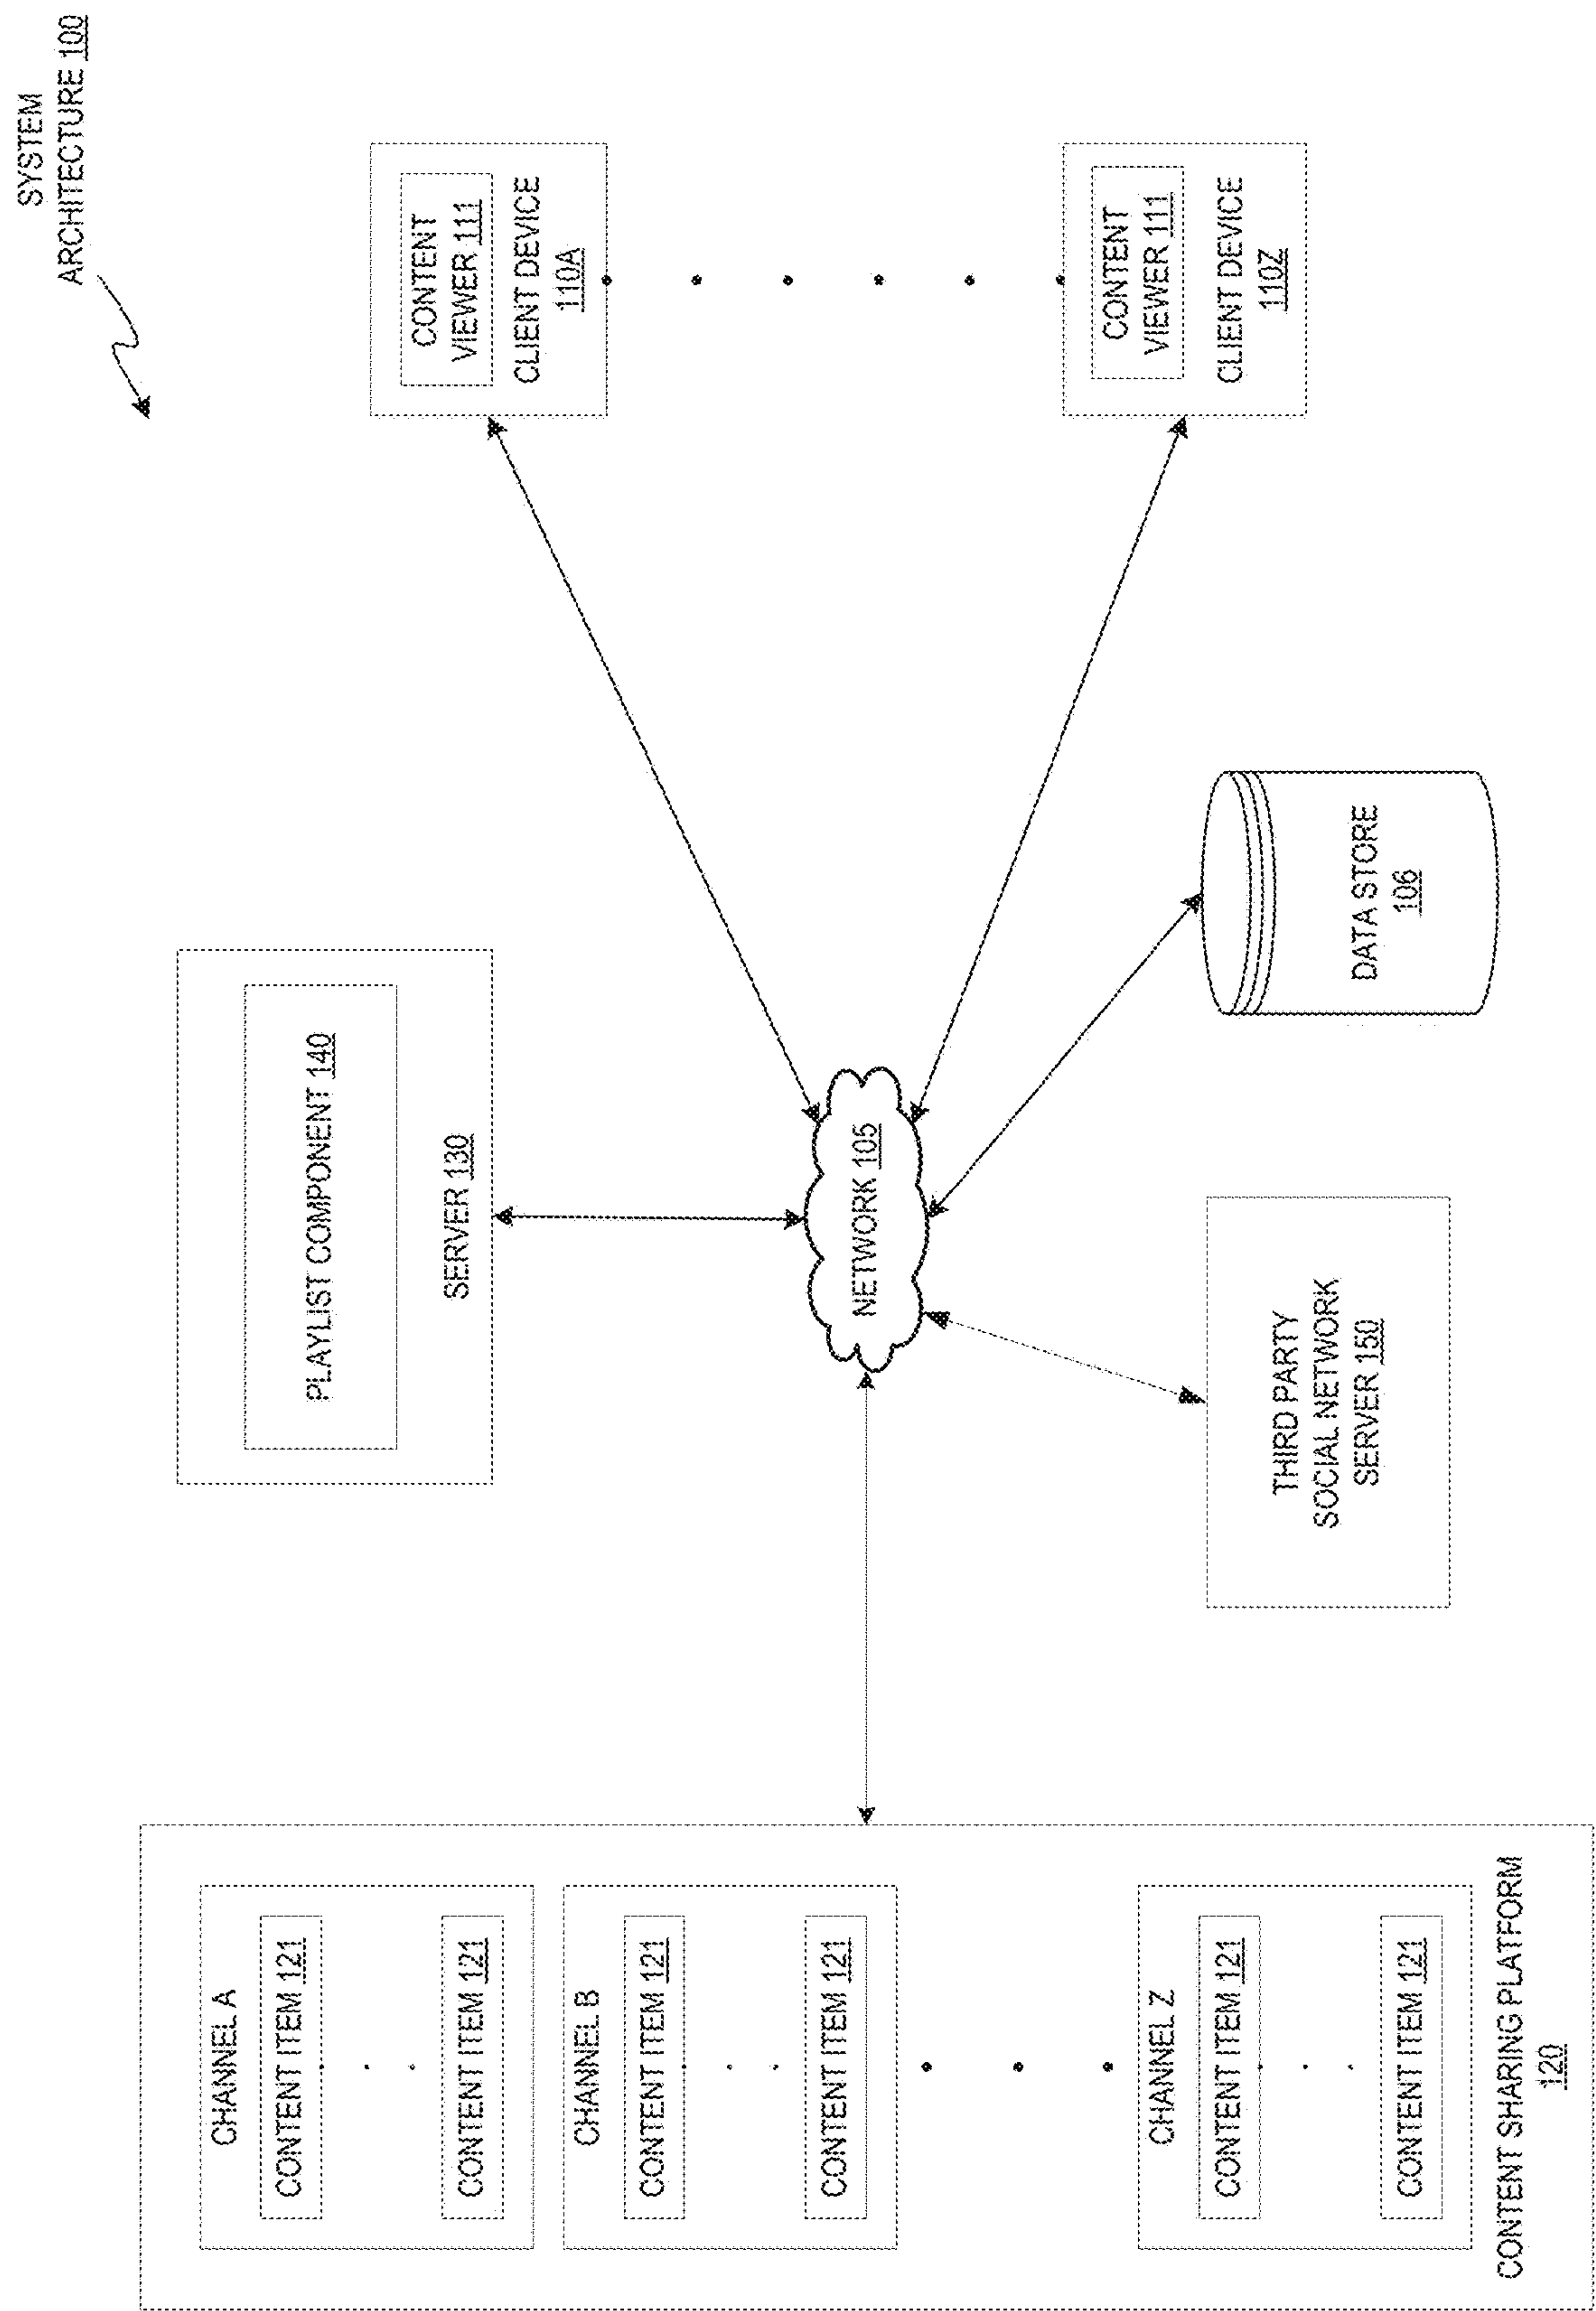 SYSTEM
ARCHITECTURE 100
CHANNEL A
CONTENT ITEM 121
CONTENT ITEM 121
CHANNEL B
CONTENT ITEM 121
CONTENT ITEM 121
CHANNEL Z
CONTENT ITEM 121
CONTENT ITEM 121
CONTENT SHARING PLATFORM
120
PLAYLIST COMPONENT 140
SERVER 130
NETWORK 105
THIRD PARTY
SOCIAL NETWORK
SERVER 150
DATA STORE
106
CONTENT
VIEWER 111
CLIENT DEVICE
110A
CONTENT
VIEWER 111
CLIENT DEVICE
110Z